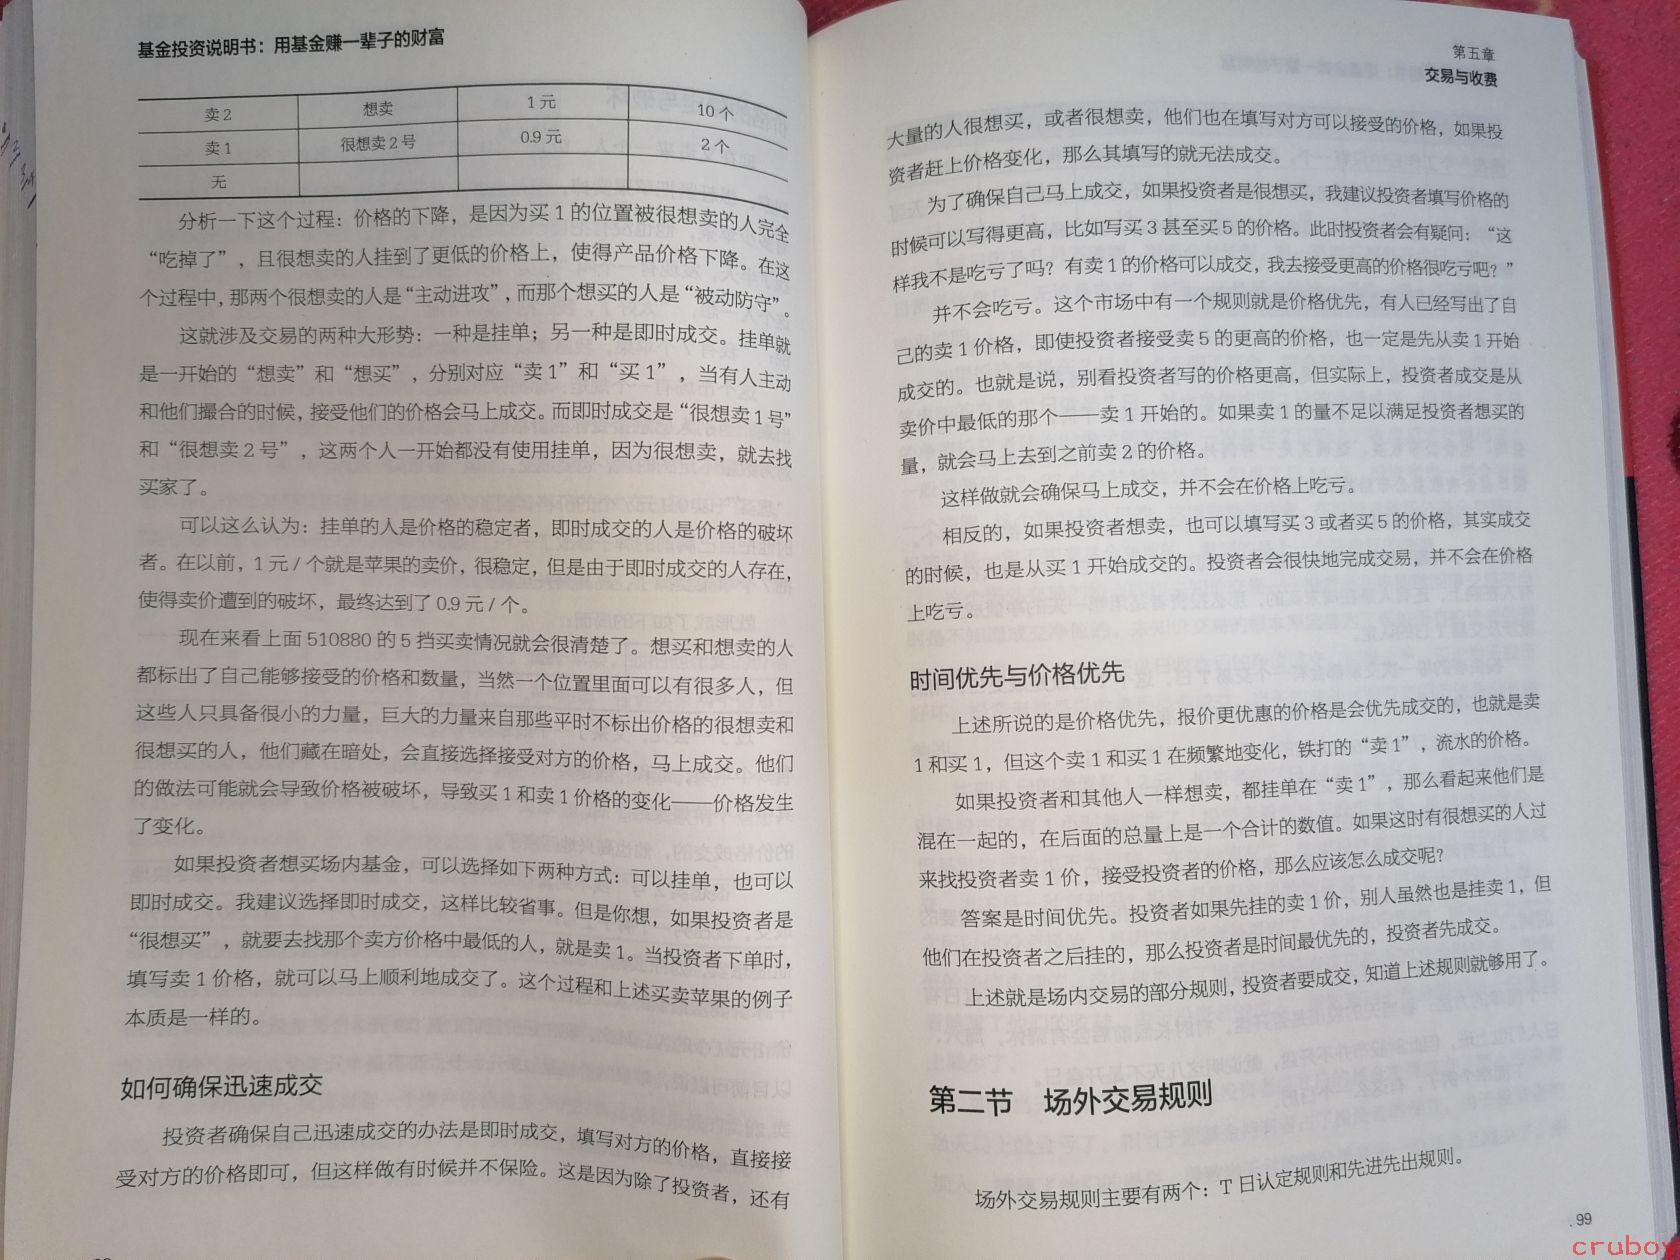 基金投资说明书：用基金赚一辈子的财富
卖2 想卖 1元 10个
卖1 很想卖2号 0.9元 2个
无
分析一下这个过程：价格的下降，是因为买1的位置被很想卖的人完全
“吃掉了”，且很想卖的人挂到了更低的价格上，使得产品价格下降。在这
个过程中，那两个很想卖的人是“主动进攻”，而那个想买的人是“被动防守”。
这就涉及交易的两种大形势：一种是挂单；另一种是即时成交。挂单就
是一开始的“想卖”和“想买”，分别对应“卖1”和“买1”，当有人主动
和他们撮合的时候，接受他们的价格会马上成交。而即时成交是“很想卖1号”
和“很想卖2号”，这两个人一开始都没有使用挂单，因为很想卖，就去找
买家了。
可以这么认为：挂单的人是价格的稳定者，即时成交的人是价格的破坏
者。在以前，1元/个就是苹果的卖价，很稳定，但是由于即时成交的人存在，
使得卖价遭到的破坏，最终达到了0.9元/个。
现在来看上面510880的5挡买卖情况就会很清楚了。想买和想卖的人
都标出了自己能够接受的价格和数量，当然一个位置里面可以有很多人，但
这些人只具备很小的力量，巨大的力量来自那些平时不标出价格的很想卖和
很想买的人，他们藏在暗处，会直接选择接受对方的价格，马上成交。他们
的做法可能就会导致价格被破坏，导致买1和卖1价格的变化——价格发生
了变化。
如果投资者想买场内基金，可以选择如下两种方式：可以挂单，也可以
即时成交。我建议选择即时成交，这样比较省事。但是你想，如果投资者是
“很想买”，就要去找那个卖方价格中最低的人，就是卖1。当投资者下单时，
填写卖1价格，就可以马上顺利地成交了。这个过程和上述买卖苹果的例子
本质是一样的。
如何确保迅速成交
投资者确保自己迅速成交的办法是即时成交，填写对方的价格，直接接
受对方的价格即可，但这样做有时候并不保险。这是因为除了投资者，还有
第五章
交易与收费
大量的人很想买，或者很想卖，他们也在填写对方可以接受的价格，如果投
资者赶上价格变化，那么其填写的就无法成交。
为了确保自己马上成交，如果投资者是很想买，我建议投资者填写价格的
时候可以写得更高，比如写买3甚至买5的价格。此时投资者会有疑问：“这
样我不是吃亏了吗？有卖1的价格可以成交，我去接受更高的价格很吃亏吧？”
并不会吃亏。这个市场中有一个规则就是价格优先，有人已经写出了自
己的卖1价格，即使投资者接受卖5的更高的价格，也一定是先从卖1开始
成交的。也就是说，别看投资者写的价格更高，但实际上，投资者成交是从
卖价中最低的那个——卖1开始的。如果卖1的量不足以满足投资者想买的
量，就会马上去到之前卖2的价格。
这样做就会确保马上成交，并不会在价格上吃亏。
相反的，如果投资者想卖，也可以填写买3或者买5的价格，其实成交
的时候，也是从买1开始成交的。投资者会很快地完成交易，并不会在价格
上吃亏。
时间优先与价格优先
上述所说的是价格优先，报价更优惠的价格是会优先成交的，也就是卖
1和买1，但这个卖1和买1在频繁地变化，铁打的“卖1”，流水的价格。
如果投资者和其他人一样想卖，都挂单在“卖1”，那么看起来他们是
混在一起的，在后面的总量上是一个合计的数值。如果这时有很想买的人过
来找投资者卖1价，接受投资者的价格，那么应该怎么成交呢？
答案是时间优先。投资者如果先挂的卖1价，别人虽然也是挂卖1，但
他们在投资者之后挂的，那么投资者是时间最优先的，投资者先成交。
上述就是场内交易的部分规则，投资者要成交，知道上述规则就够用了。
第二节 场外交易规则
场外交易规则主要有两个：T日认定规则和先进先出规则。
99
cruboy